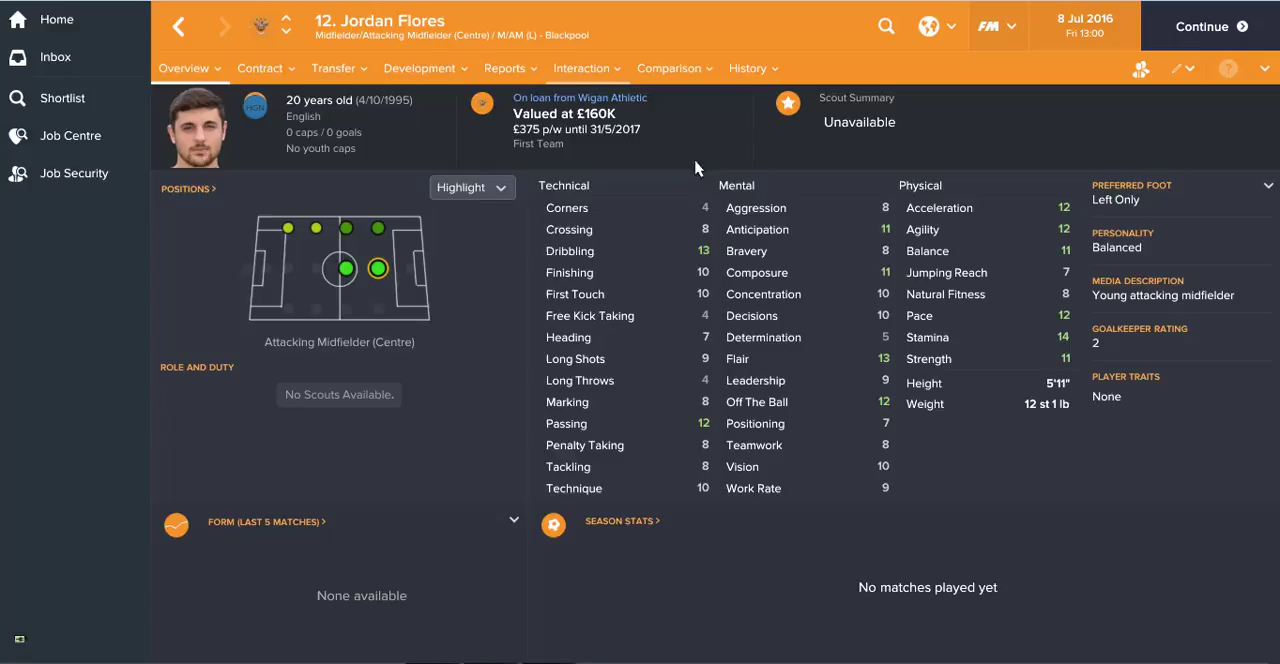 Home
Inbox
Shortlist
Job Centre
Job Security
12. Jordan Flores
Midfielder/Attacking Midfielder (Centre) / M/AM (L) - Blackpool
FM
8 Jul 2016
Fri 13:00
Continue
Overview
Contract
Transfer
Development
Reports
Interaction
Comparison
History
?
HGN
20 years old (4/10/1995)
English
0 caps / 0 goals
No youth caps
On loan from Wigan Athletic
Valued at £160K
£375 p/w until 31/5/2017
First Team
Scout Summary
Unavailable
POSITIONS >
Highlight
Attacking Midfielder (Centre)
ROLE AND DUTY
No Scouts Available.
Technical
Corners 4
Crossing 8
Dribbling 13
Finishing 10
First Touch 10
Free Kick Taking 4
Heading 7
Long Shots 9
Long Throws 4
Marking 8
Passing 12
Penalty Taking 8
Tackling 8
Technique 10
Mental
Aggression 8
Anticipation 11
Bravery 8
Composure 11
Concentration 10
Decisions 10
Determination 5
Flair 13
Leadership 9
Off The Ball 12
Positioning 7
Teamwork 8
Vision 10
Work Rate 9
Physical
Acceleration 12
Agility 12
Balance 11
Jumping Reach 7
Natural Fitness 8
Pace 12
Stamina 14
Strength 11
Height 5'11"
Weight 12 st 1 lb
PREFERRED FOOT
Left Only
PERSONALITY
Balanced
MEDIA DESCRIPTION
Young attacking midfielder
GOALKEEPER RATING
2
PLAYER TRAITS
None
FORM (LAST 5 MATCHES) >
None available
SEASON STATS >
No matches played yet